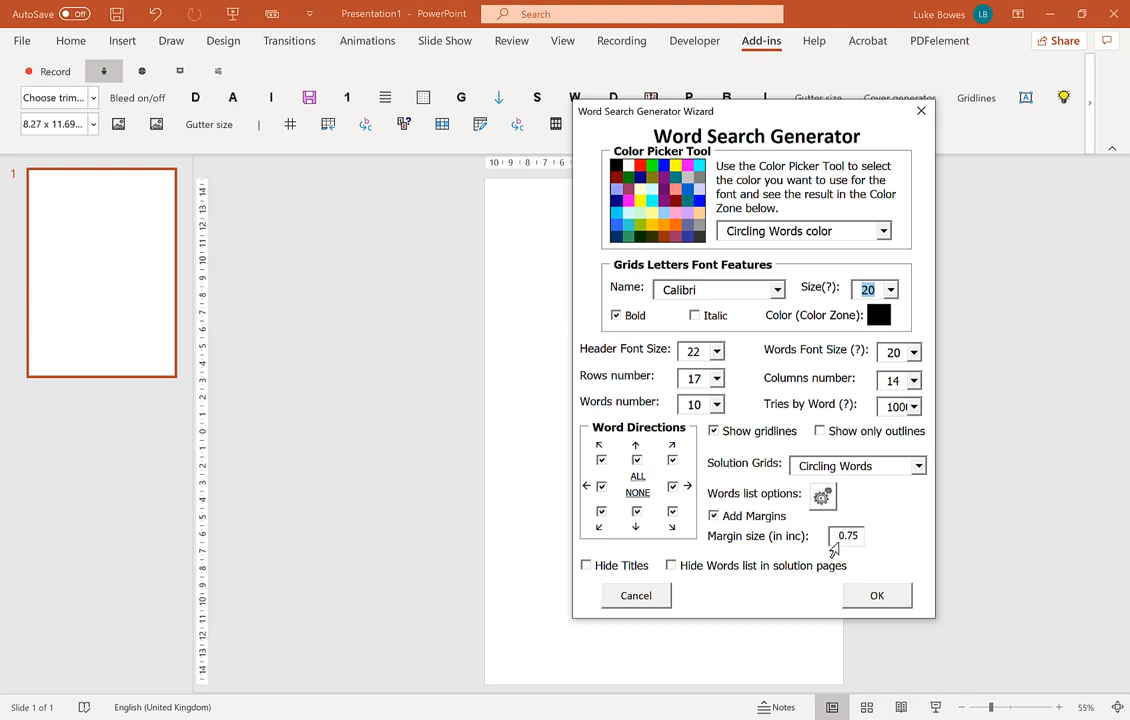 AutoSave Off Presentation1 - PowerPoint Search Luke Bowes LB
File Home Insert Draw Design Transitions Animations Slide Show Review View Recording Developer Add-ins Help Acrobat PDFelement Share
Record
Choose trim... Bleed on/off D A I 1 G S Gutter size Cover generator Gridlines
8.27 x 11.69... Gutter size
Word Search Generator Wizard
Word Search Generator
Color Picker Tool
Use the Color Picker Tool to select
the color you want to use for the
font and see the result in the Color
Zone below.
Circling Words color
Grids Letters Font Features
Name: Calibri Size(?): 20
Bold Italic Color (Color Zone):
Header Font Size: 22 Words Font Size (?): 20
Rows number: 17 Columns number: 14
Words number: 10 Tries by Word (?):
Word Directions
Show gridlines Show only outlines
Solution Grids: Circling Words
ALL
NONE
Words list options:
Add Margins
Margin size (in inc): 0.75
Hide Titles Hide Words list in solution pages
Cancel OK
1
10 9 8 7 6
Slide 1 of 1 English (United Kingdom) Notes 55%